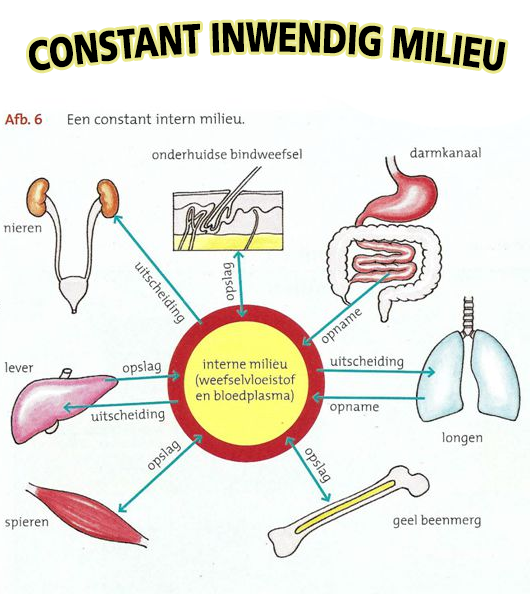 CONSTANT INWENDIG MILIEU
Afb. 6 Een constant intern milieu.
onderhuidse bindweefsel
darmkanaal
nieren
uitscheiding
opslag
opname
lever
opslag
uitscheiding
interne milieu
(weefselvloeistof
en bloedplasma)
uitscheiding
opname
longen
opslag
opslag
spieren
geel beenmerg